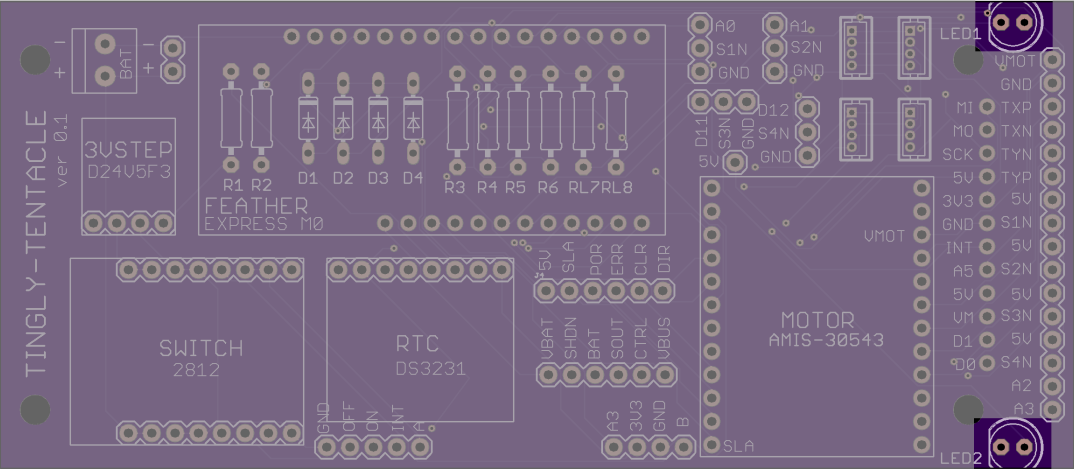 LED1
- -
+ +
BAT
A0
S1N
GND
A1
S2N
GND
VMOT
GND
MI TXP
MO TXN
SCK TYN
5V TYP
3V3 5V
GND S1N
INT 5V
A5 S2N
5V 5V
VM S3N
D1 5V
D0 S4N
A2
A3
D11
S3N
GND
D12
S4N
GND
5V
TINGLY-TENTACLE
ver 0.1
3VSTEP
D24V5F3
R1 R2 D1 D2 D3 D4 R3 R4 R5 R6 RL7 RL8
FEATHER
EXPRESS M0
VMOT
5V
SLA
POR
ERR
CLR
DIR
SWITCH
2812
RTC
DS3231
VBAT
SHDN
BAT
SOUT
CTRL
VBUS
MOTOR
AMIS-30543
GND
OFF
ON
INT
A
A3
3V3
GND
B
SLA
LED2